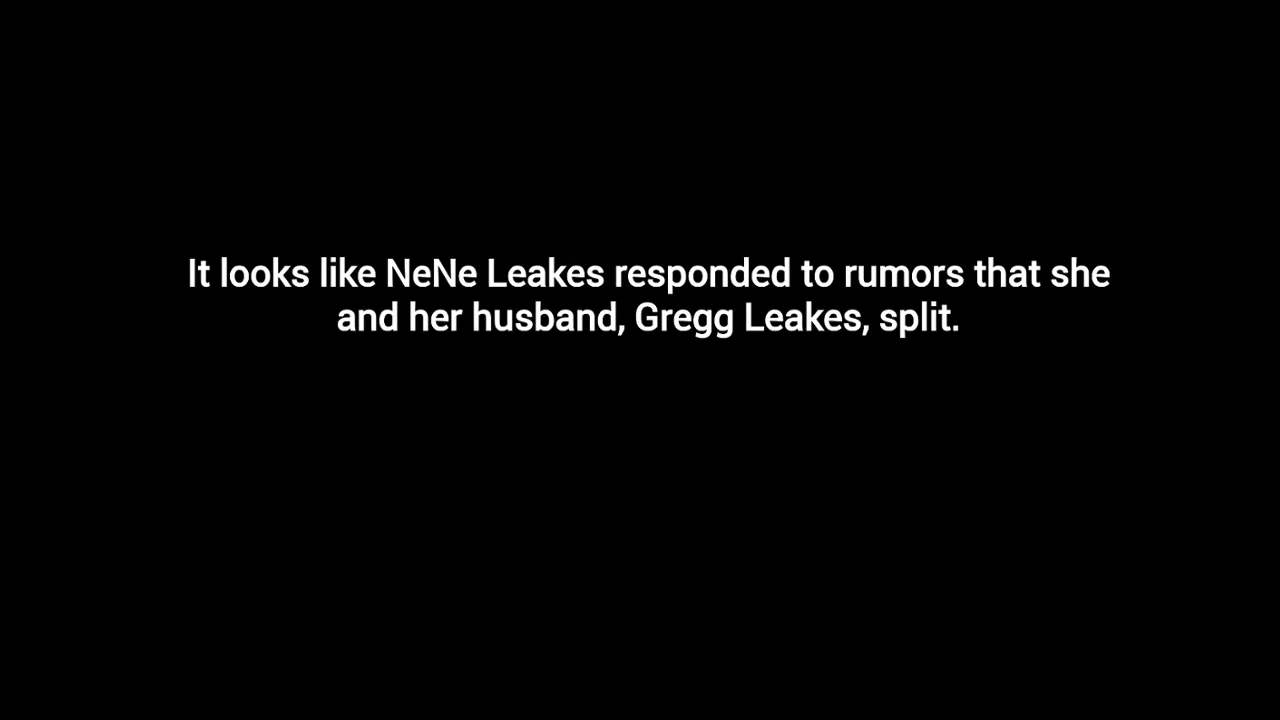 It looks like NeNe Leakes responded to rumors that she
and her husband, Gregg Leakes, split.